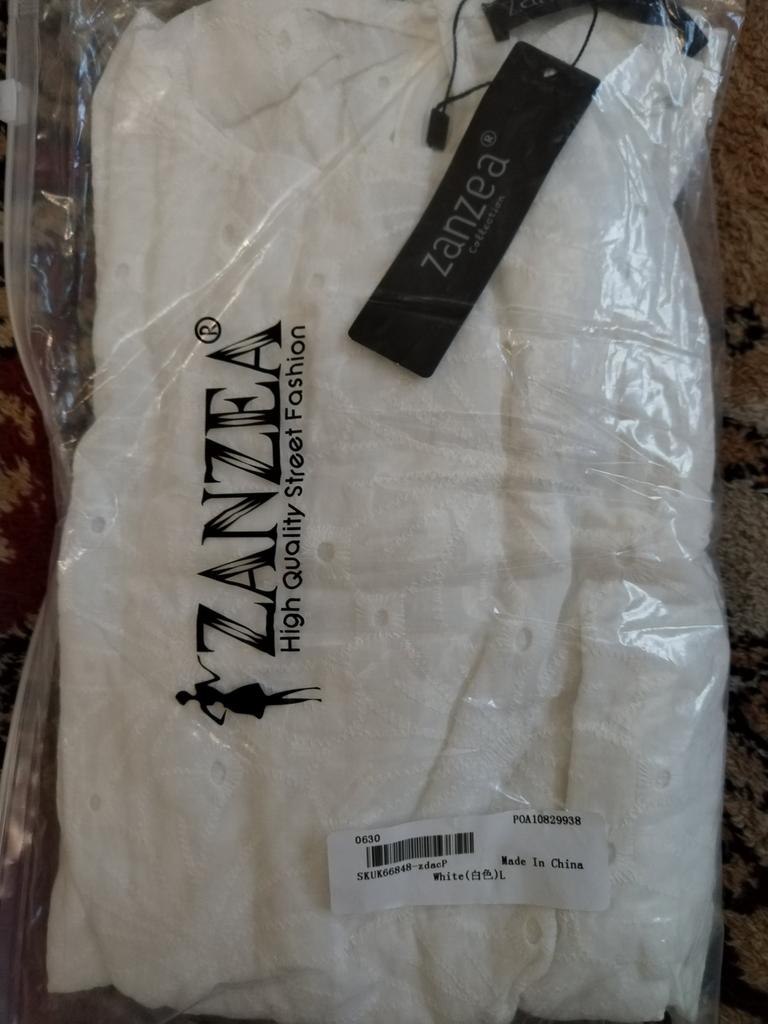 zanzea®
collection
ZANZEA®
High Quality Street Fashion
0630
POA10829938
SKUK66848-zdacP
Made In China
White(白色)L